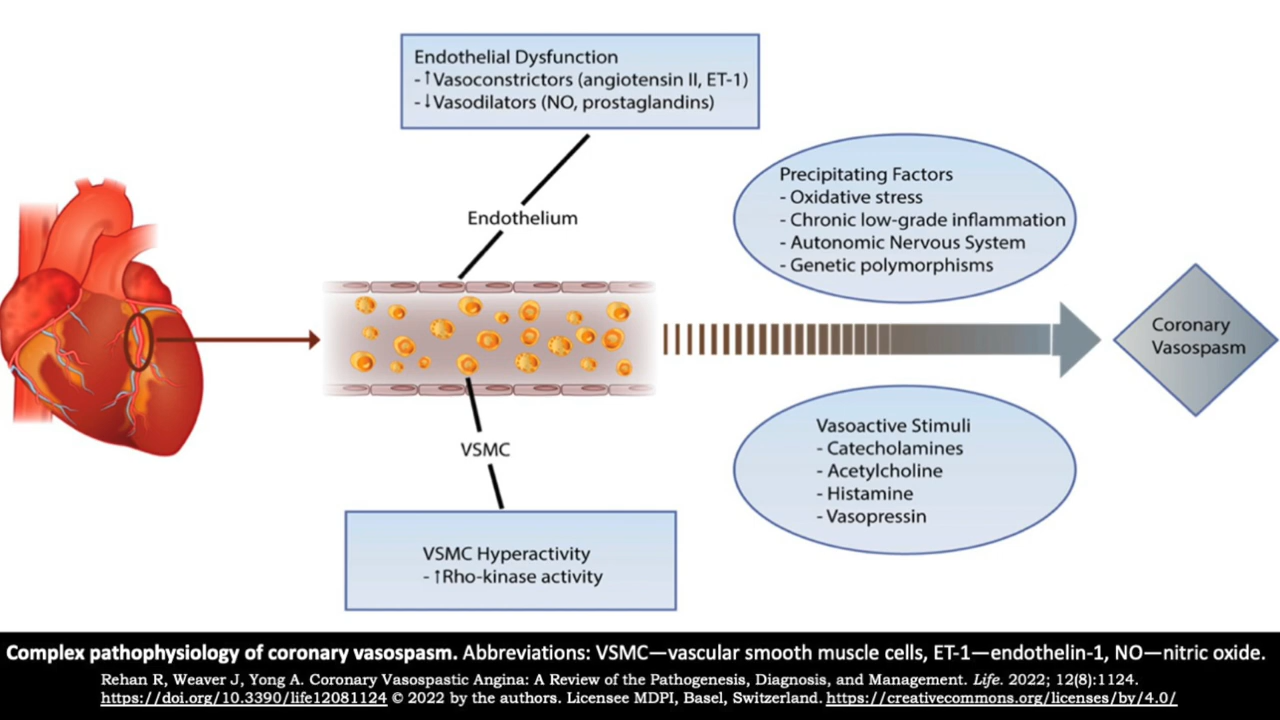 Endothelial Dysfunction
-↑Vasoconstrictors (angiotensin II, ET-1)
-↓Vasodilators (NO, prostaglandins)
Endothelium
Precipitating Factors
- Oxidative stress
- Chronic low-grade inflammation
- Autonomic Nervous System
- Genetic polymorphisms
Coronary
Vasospasm
Vasoactive Stimuli
- Catecholamines
- Acetylcholine
- Histamine
- Vasopressin
VSMC
VSMC Hyperactivity
-↑Rho-kinase activity
Complex pathophysiology of coronary vasospasm. Abbreviations: VSMC—vascular smooth muscle cells, ET-1—endothelin-1, NO—nitric oxide.
Rehan R, Weaver J, Yong A. Coronary Vasospastic Angina: A Review of the Pathogenesis, Diagnosis, and Management. Life. 2022; 12(8):1124.
https://doi.org/10.3390/life12081124 © 2022 by the authors. Licensee MDPI, Basel, Switzerland. https://creativecommons.org/licenses/by/4.0/